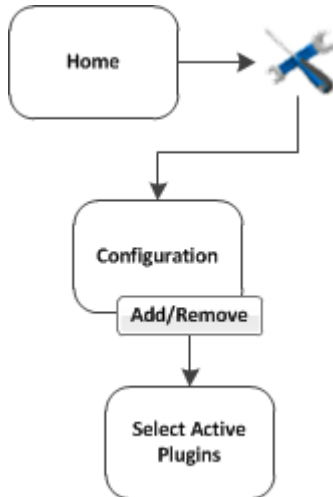 Home
Configuration
Add/Remove
Select Active
Plugins